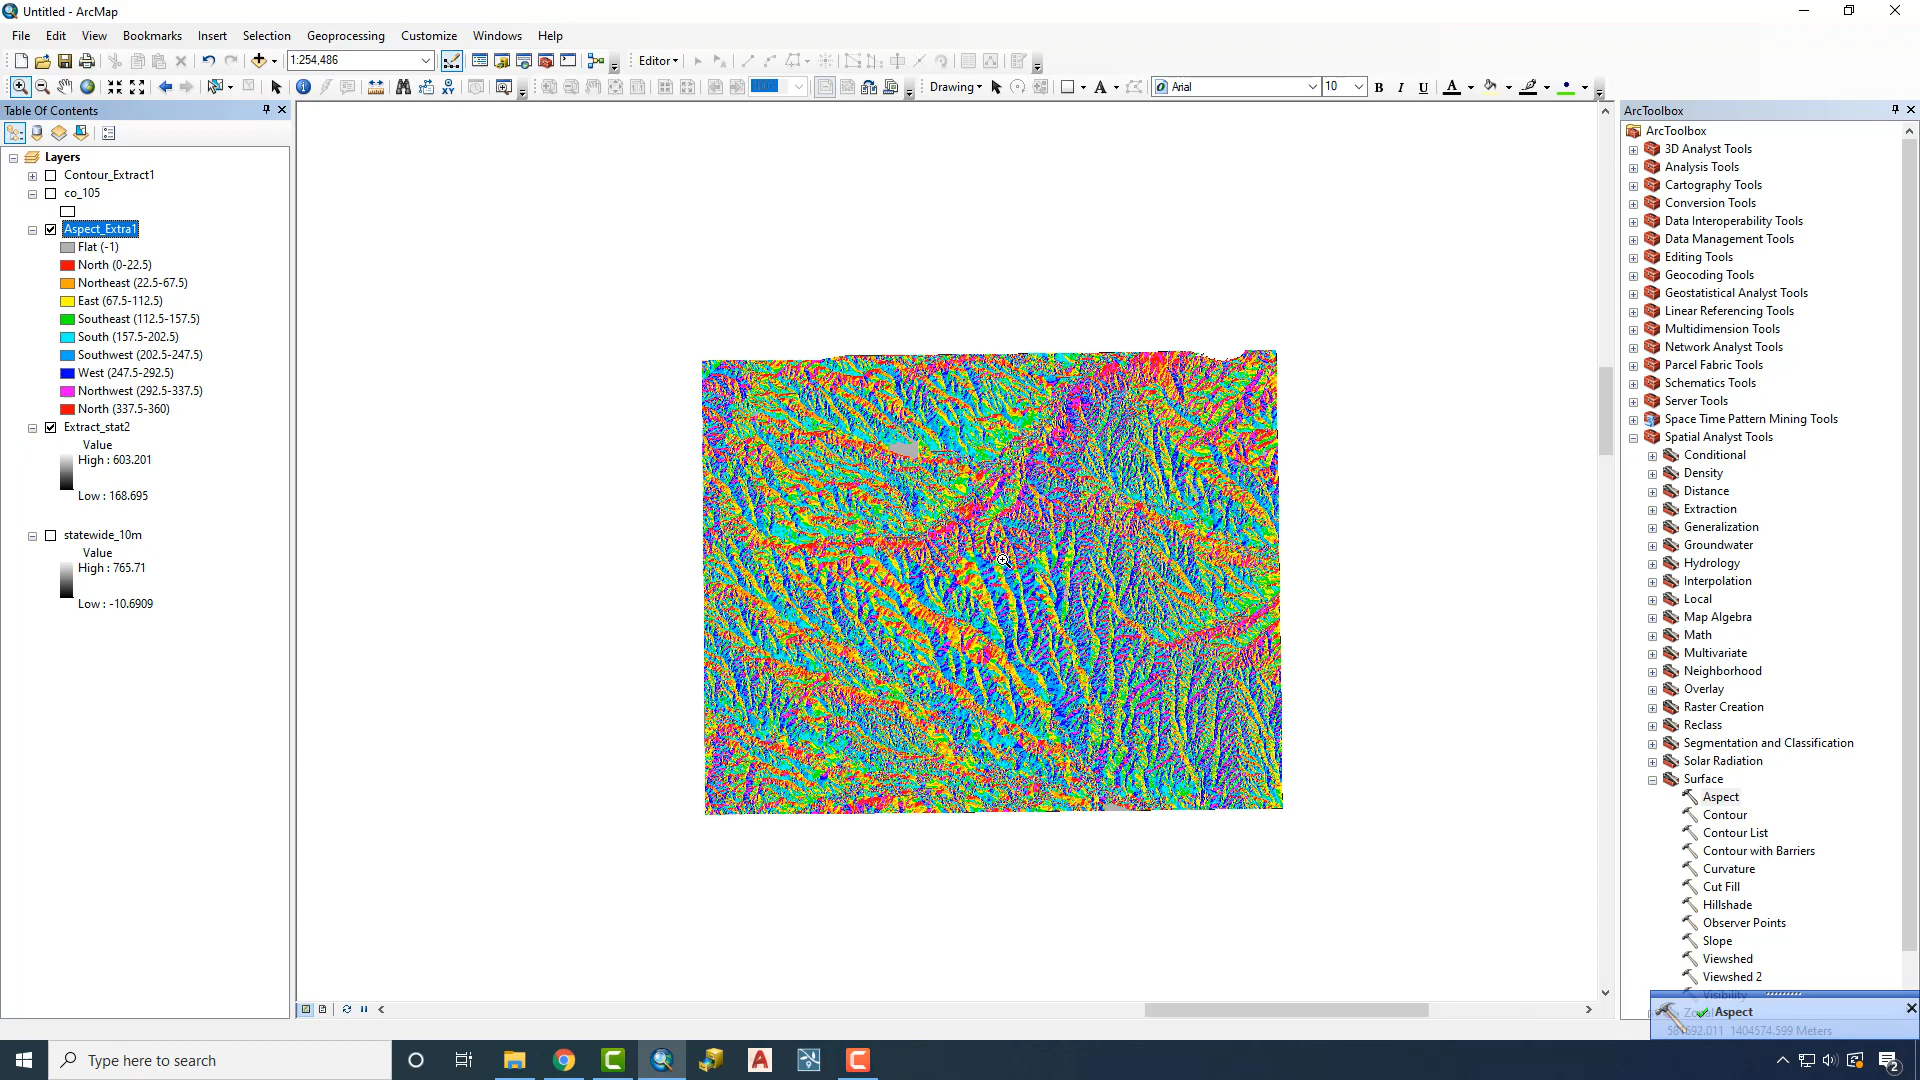 Untitled - ArcMap
File Edit View Bookmarks Insert Selection Geoprocessing Customize Windows Help
1:254,486
Editor
Drawing
Arial
10
B I U A
Table Of Contents
Layers
Contour_Extract1
co_105
Aspect_Extra1
Flat (-1)
North (0-22.5)
Northeast (22.5-67.5)
East (67.5-112.5)
Southeast (112.5-157.5)
South (157.5-202.5)
Southwest (202.5-247.5)
West (247.5-292.5)
Northwest (292.5-337.5)
North (337.5-360)
Extract_stat2
Value
High : 603.201
Low : 168.695
statewide_10m
Value
High : 765.71
Low : -10.6909
ArcToolbox
ArcToolbox
3D Analyst Tools
Analysis Tools
Cartography Tools
Conversion Tools
Data Interoperability Tools
Data Management Tools
Editing Tools
Geocoding Tools
Geostatistical Analyst Tools
Linear Referencing Tools
Multidimension Tools
Network Analyst Tools
Parcel Fabric Tools
Schematics Tools
Server Tools
Space Time Pattern Mining Tools
Spatial Analyst Tools
Conditional
Density
Distance
Extraction
Generalization
Groundwater
Hydrology
Interpolation
Local
Map Algebra
Math
Multivariate
Neighborhood
Overlay
Raster Creation
Reclass
Segmentation and Classification
Solar Radiation
Surface
Aspect
Contour
Contour List
Contour with Barriers
Curvature
Cut Fill
Hillshade
Observer Points
Slope
Viewshed
Viewshed 2
Visibility
Aspect
1404574.599 Meters
Type here to search
2